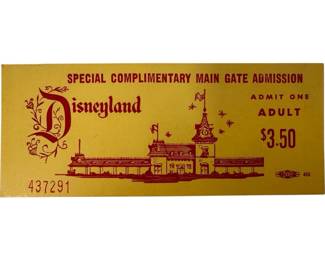 SPECIAL COMPLIMENTARY MAIN GATE ADMISSION
Disneyland
ADMIT ONE
ADULT
$3.50
437291